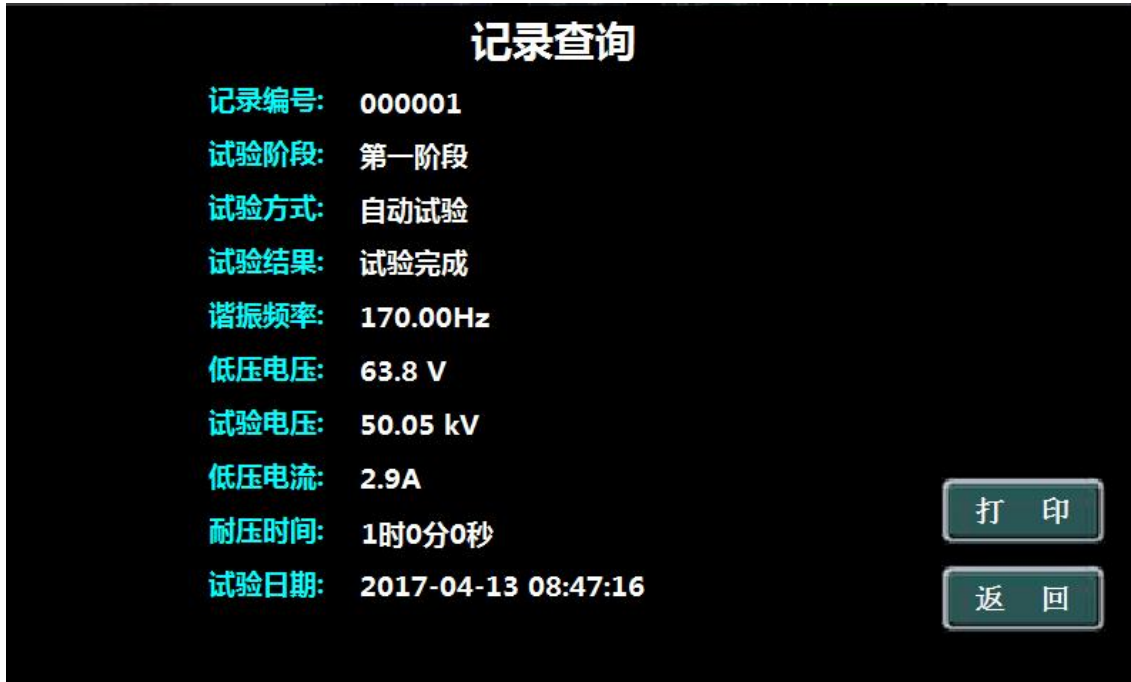 记录查询
记录编号: 000001
试验阶段: 第一阶段
试验方式: 自动试验
试验结果: 试验完成
谐振频率: 170.00Hz
低压电压: 63.8 V
试验电压: 50.05 kV
低压电流: 2.9A
耐压时间: 1时0分0秒
试验日期: 2017-04-13 08:47:16
打 印
返 回